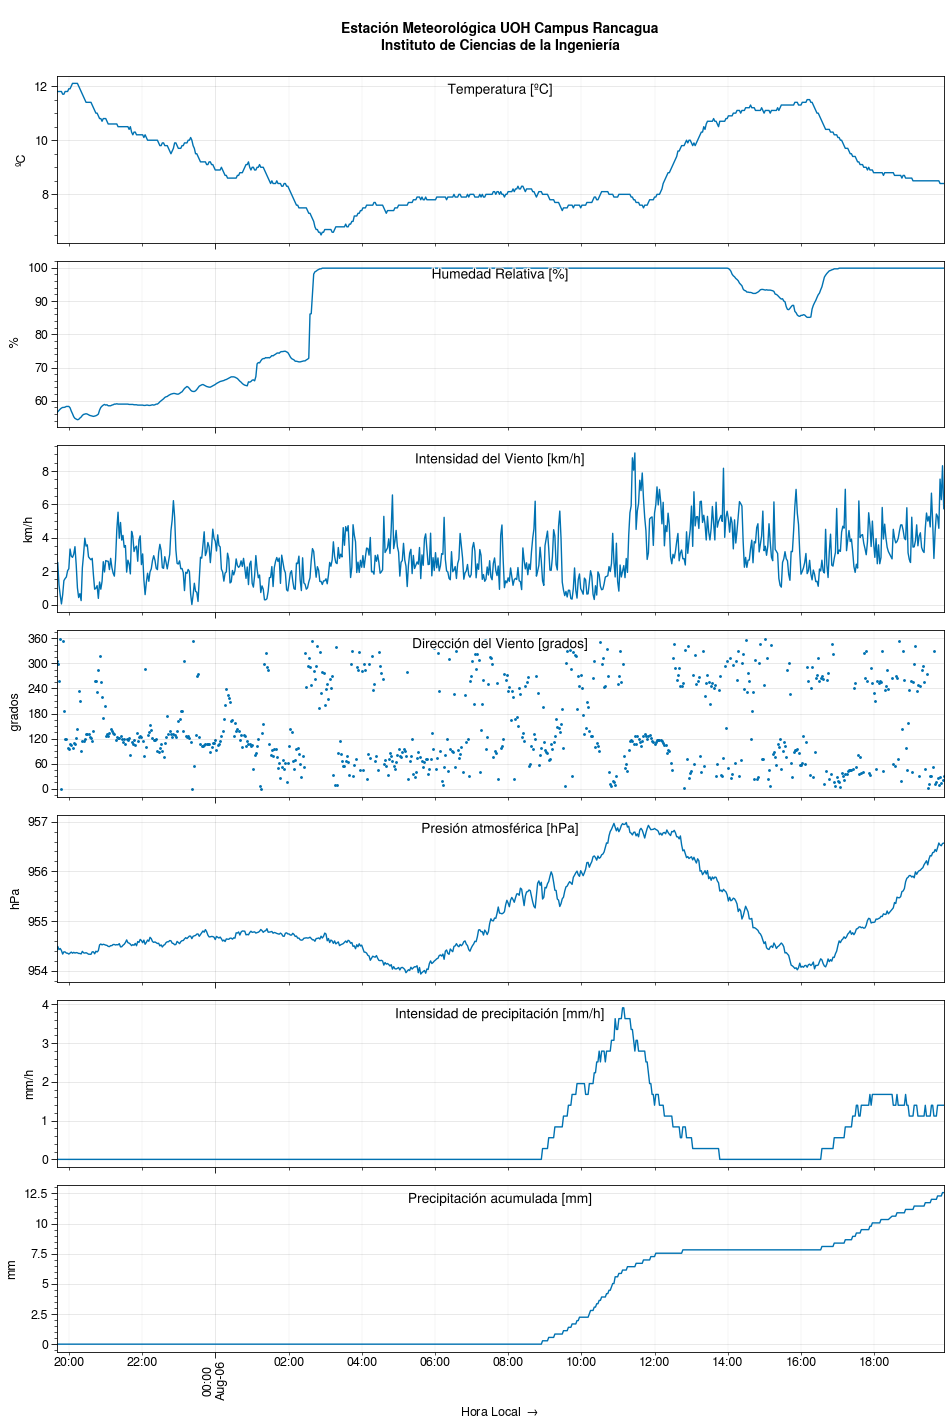 Estación Meteorológica UOH Campus Rancagua
Instituto de Ciencias de la Ingeniería
Temperatura [ºC]
12
10
8
ºC
Humedad Relativa [%]
100
90
80
70
60
%
Intensidad del Viento [km/h]
8
6
4
2
0
km/h
Dirección del Viento [grados]
360
300
240
180
120
60
0
grados
Presión atmosférica [hPa]
957
956
955
954
hPa
Intensidad de precipitación [mm/h]
4
3
2
1
0
mm/h
Precipitación acumulada [mm]
12.5
10
7.5
5
2.5
0
mm
20:00 22:00 00:00 02:00 04:00 06:00 08:00 10:00 12:00 14:00 16:00 18:00
Aug-06
Hora Local →